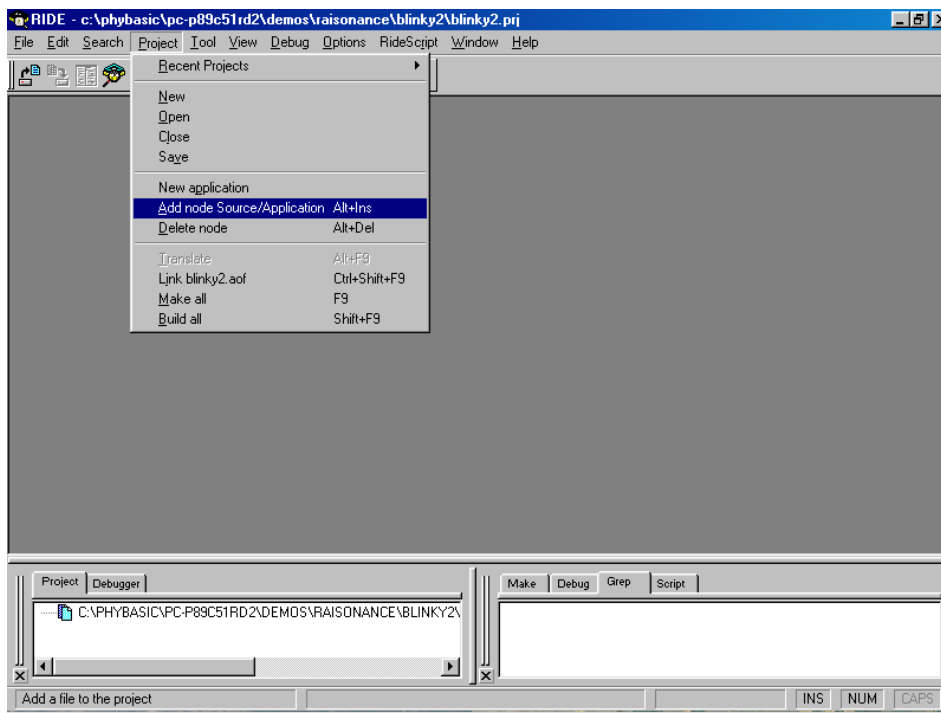 RIDE - c:\phybasic\pc-p89c51rd2\demos\raisonance\blinky2\blinky2.prj
File Edit Search Project Tool View Debug Options RideScript Window Help
Recent Projects
New
Open
Close
Save
New application
Add node Source/Application Alt+Ins
Delete node Alt+Del
Translate Alt+F9
Link blinky2.aof Ctrl+Shift+F9
Make all F9
Build all Shift+F9
Project Debugger
C:\PHYBASIC\PC-P89C51RD2\DEMOS\RAISONANCE\BLINKY2\
Make Debug Grep Script
Add a file to the project
INS NUM CAPS